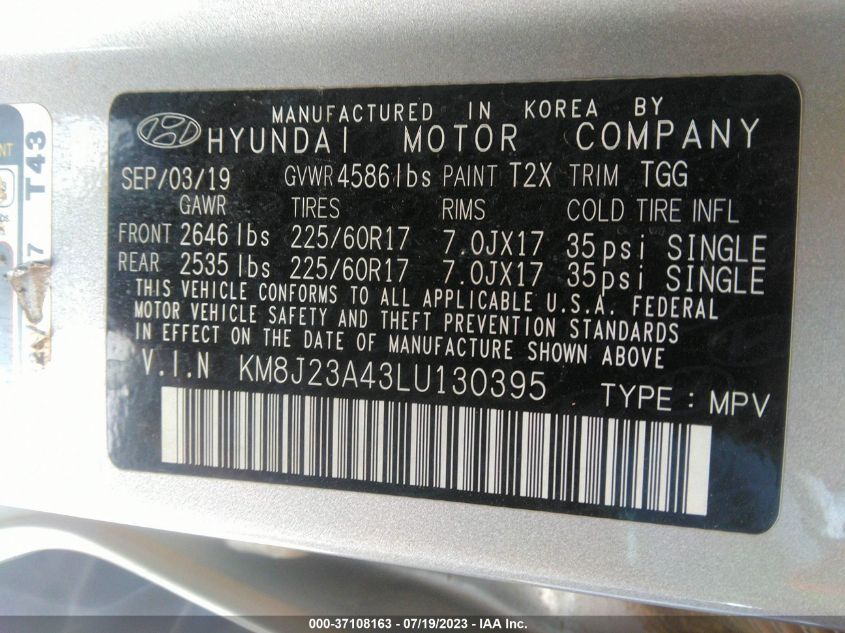 MANUFACTURED IN KOREA BY
HYUNDAI MOTOR COMPANY
SEP/03/19 GVWR 4586 lbs PAINT T2X TRIM TGG
GAWR TIRES RIMS COLD TIRE INFL
FRONT 2646 lbs 225/60R17 7.0JX17 35psi SINGLE
REAR 2535 lbs 225/60R17 7.0JX17 35psi SINGLE
THIS VEHICLE CONFORMS TO ALL APPLICABLE U.S.A. FEDERAL
MOTOR VEHICLE SAFETY AND THEFT PREVENTION STANDARDS
IN EFFECT ON THE DATE OF MANUFACTURE SHOWN ABOVE
V.I.N KM8J23A43LU130395
TYPE : MPV
T43
000-37108163 - 07/19/2023 - IAA Inc.